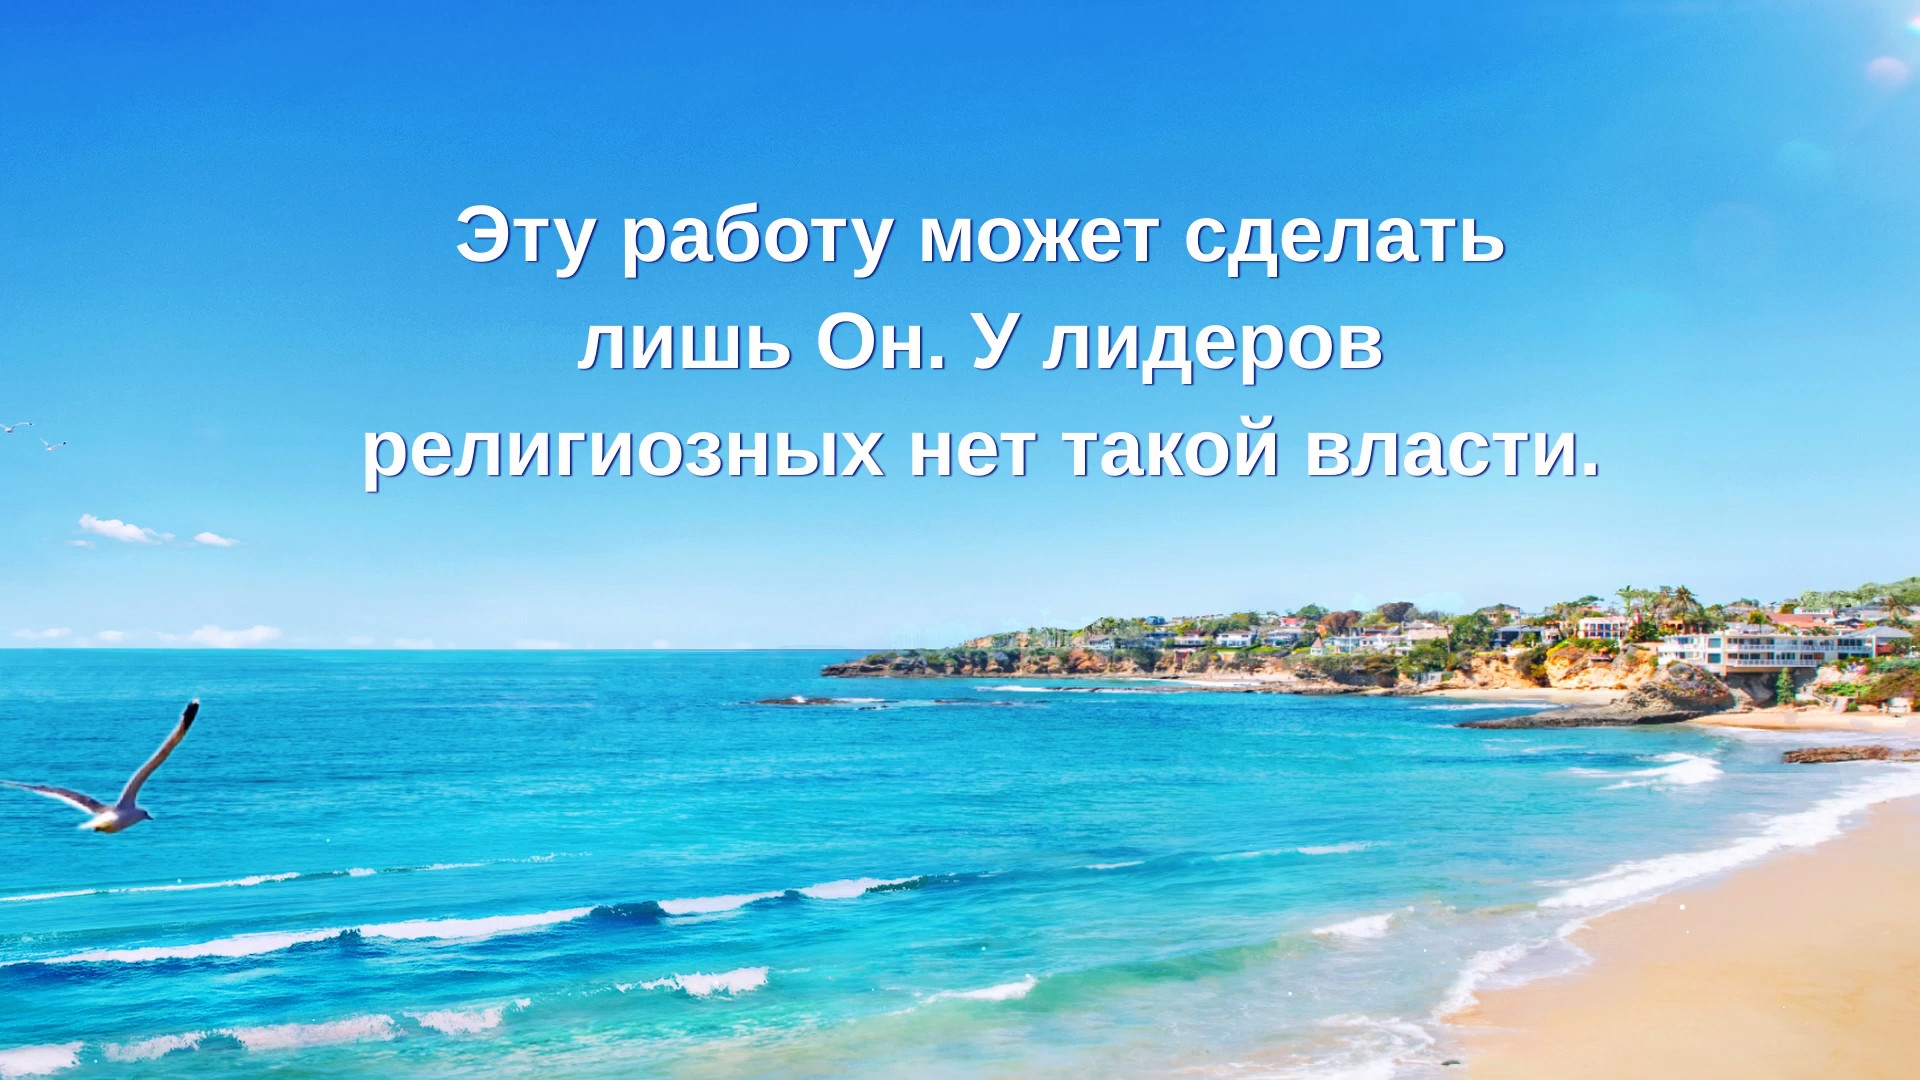 Эту работу может сделать
лишь Он. У лидеров
религиозных нет такой власти.